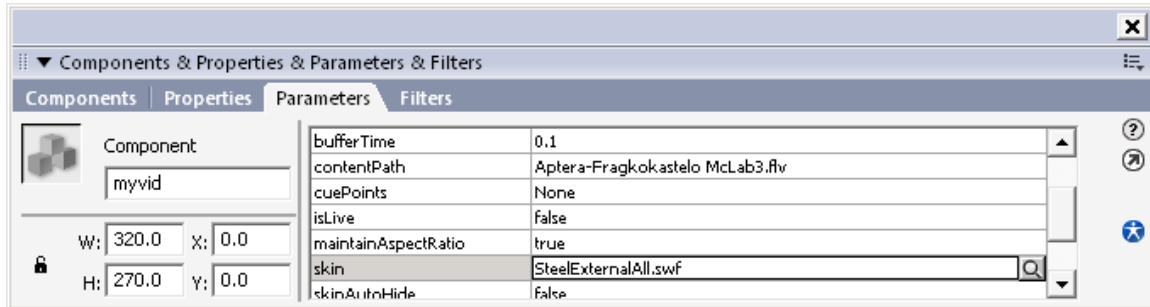 Components & Properties & Parameters & Filters
Components Properties Parameters Filters
Component
myvid
W: 320.0 X: 0.0
H: 270.0 Y: 0.0
bufferTime 0.1
contentPath Aptera-Fragkokastelo McLab3.flv
cuePoints None
isLive false
maintainAspectRatio true
skin SteelExternalAll.swf
skinAutoHide false